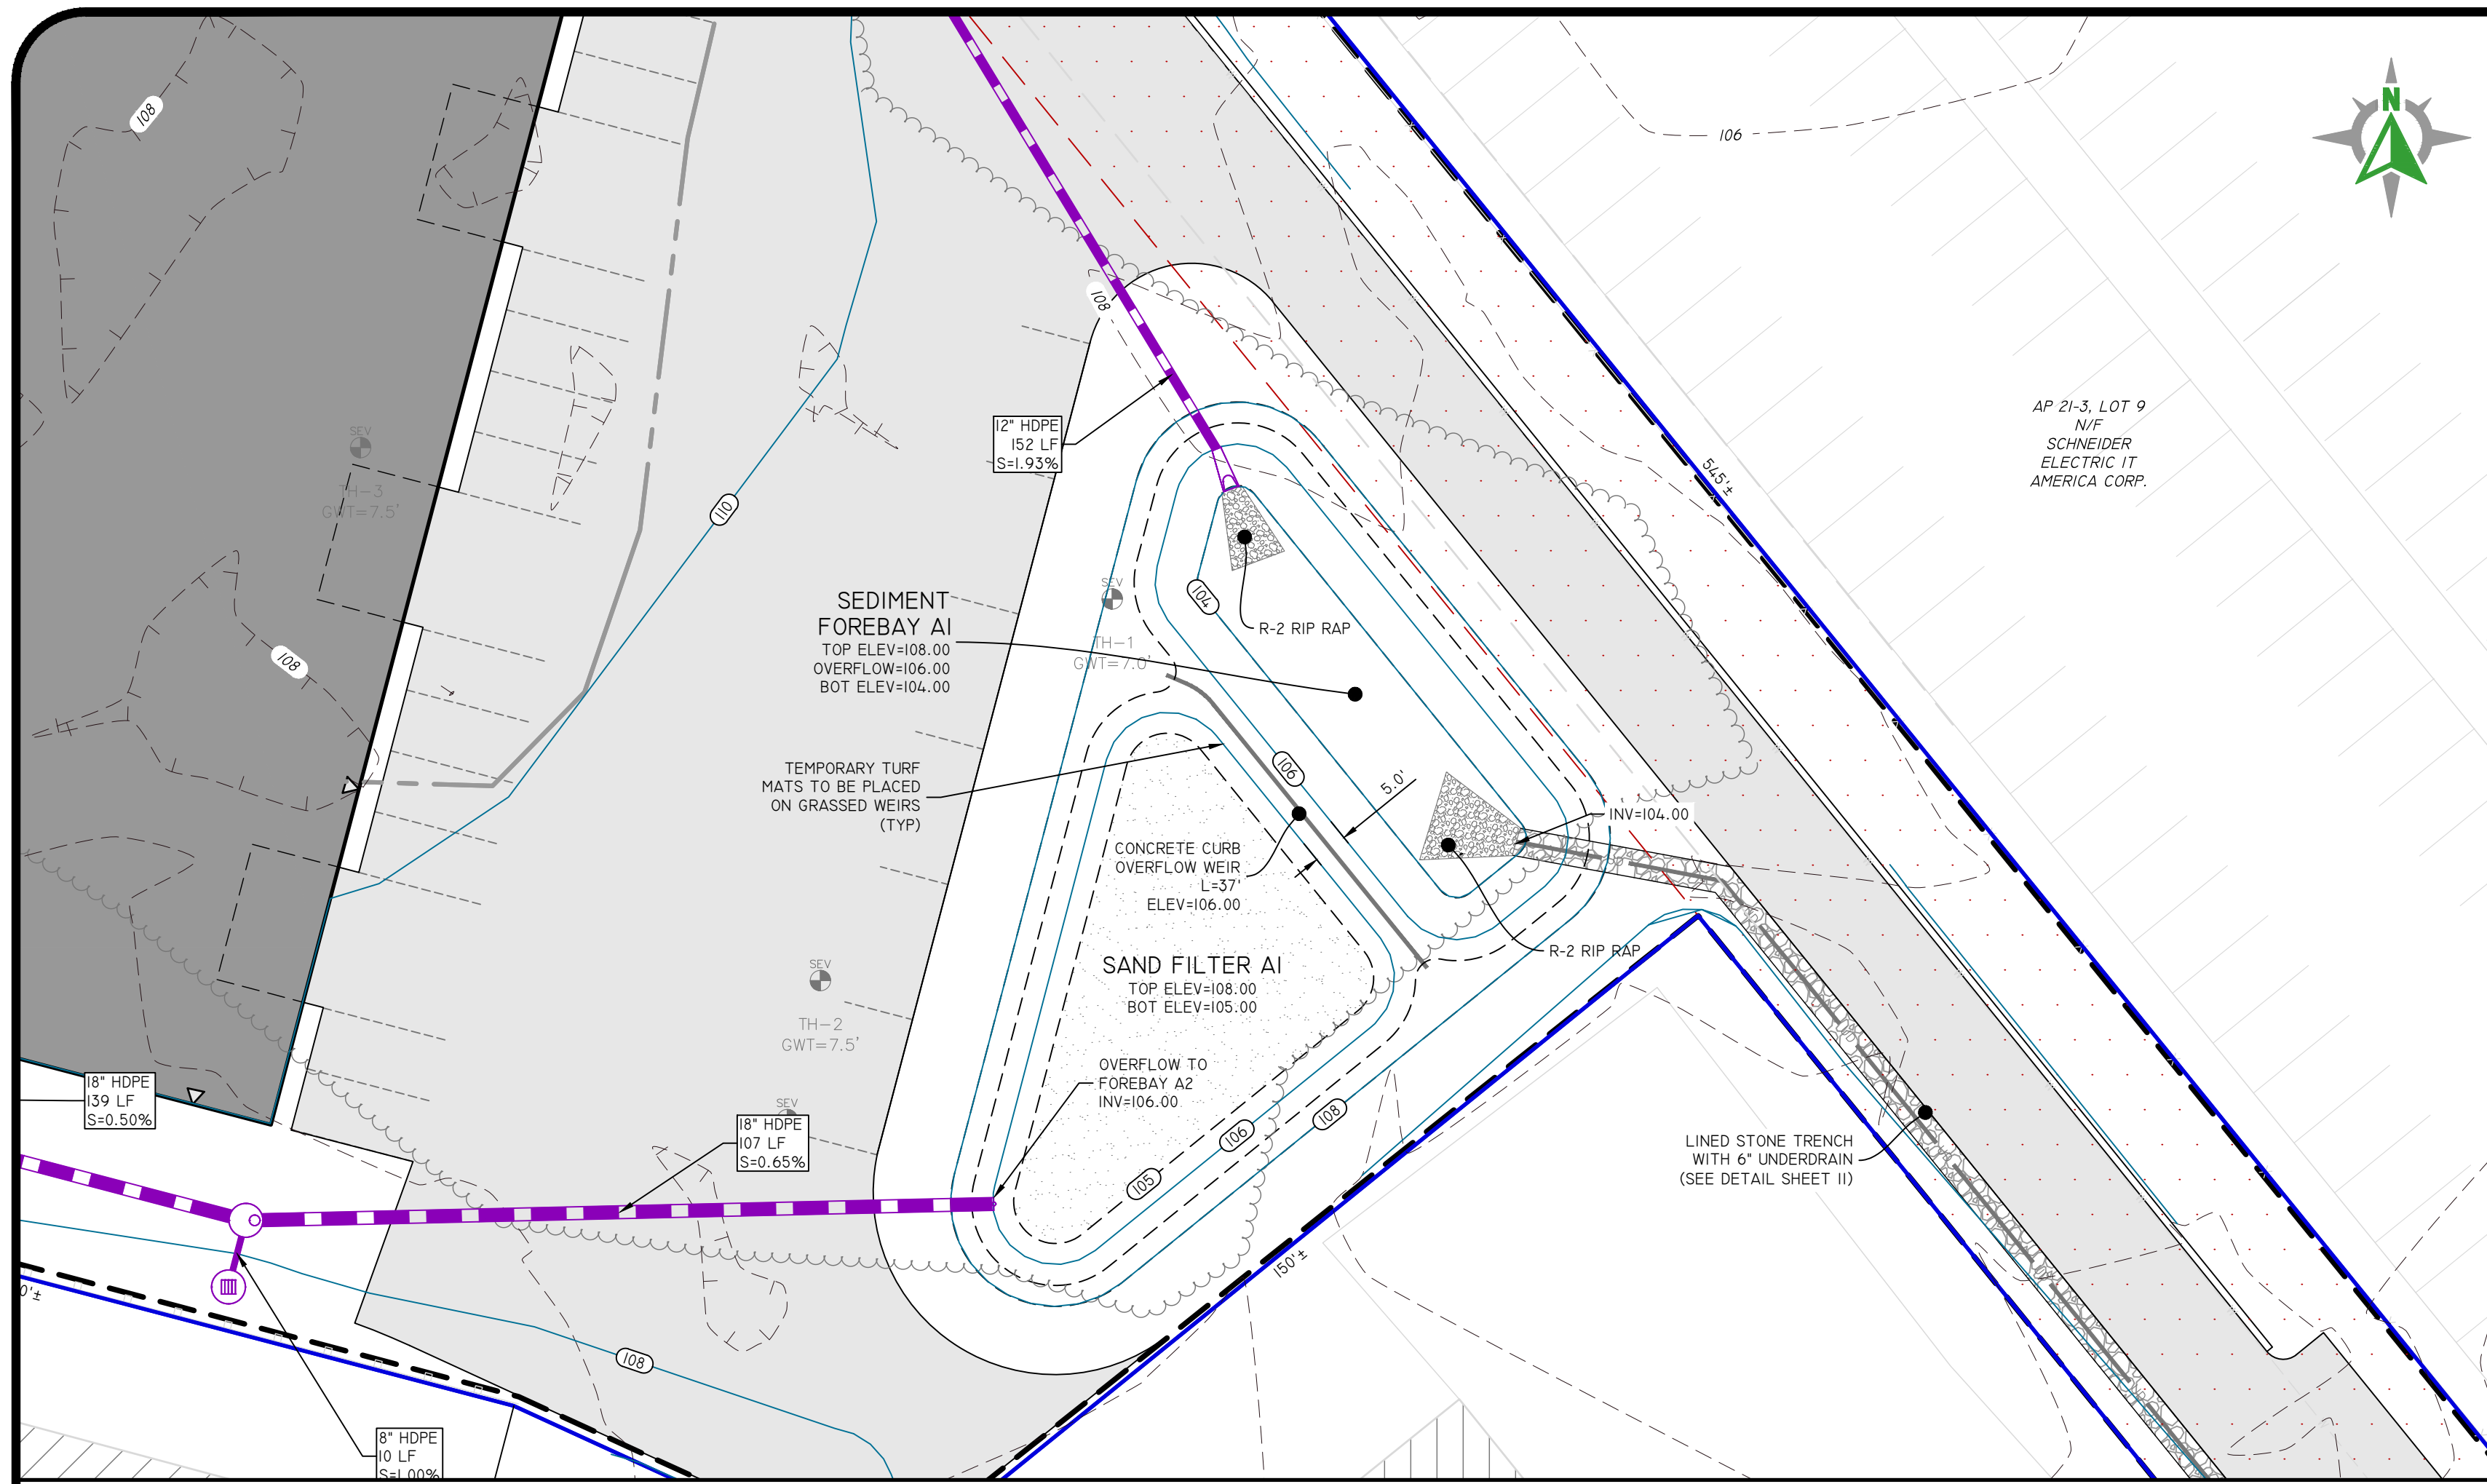 N
108
106
AP 21-3, LOT 9
N/F
SCHNEIDER
ELECTRIC IT
AMERICA CORP.
108
12" HDPE
152 LF
S=1.93%
545'±
SEV
TH-3
GWT=7.5'
110
SEDIMENT
FOREBAY A1
TOP ELEV=108.00
OVERFLOW=106.00
BOT ELEV=104.00
SEV
TH-1
GWT=7.0'
104
R-2 RIP RAP
108
TEMPORARY TURF
MATS TO BE PLACED
ON GRASSED WEIRS
(TYP)
106
5.0'
INV=104.00
CONCRETE CURB
OVERFLOW WEIR
L=37'
ELEV=106.00
R-2 RIP RAP
SAND FILTER A1
TOP ELEV=108.00
BOT ELEV=105.00
SEV
TH-2
GWT=7.5'
OVERFLOW TO
FOREBAY A2
INV=106.00
18" HDPE
139 LF
S=0.50%
SEV
18" HDPE
107 LF
S=0.65%
108
106
105
LINED STONE TRENCH
WITH 6" UNDERDRAIN
(SEE DETAIL SHEET 11)
150'±
0'±
108
8" HDPE
10 LF
S=1.00%